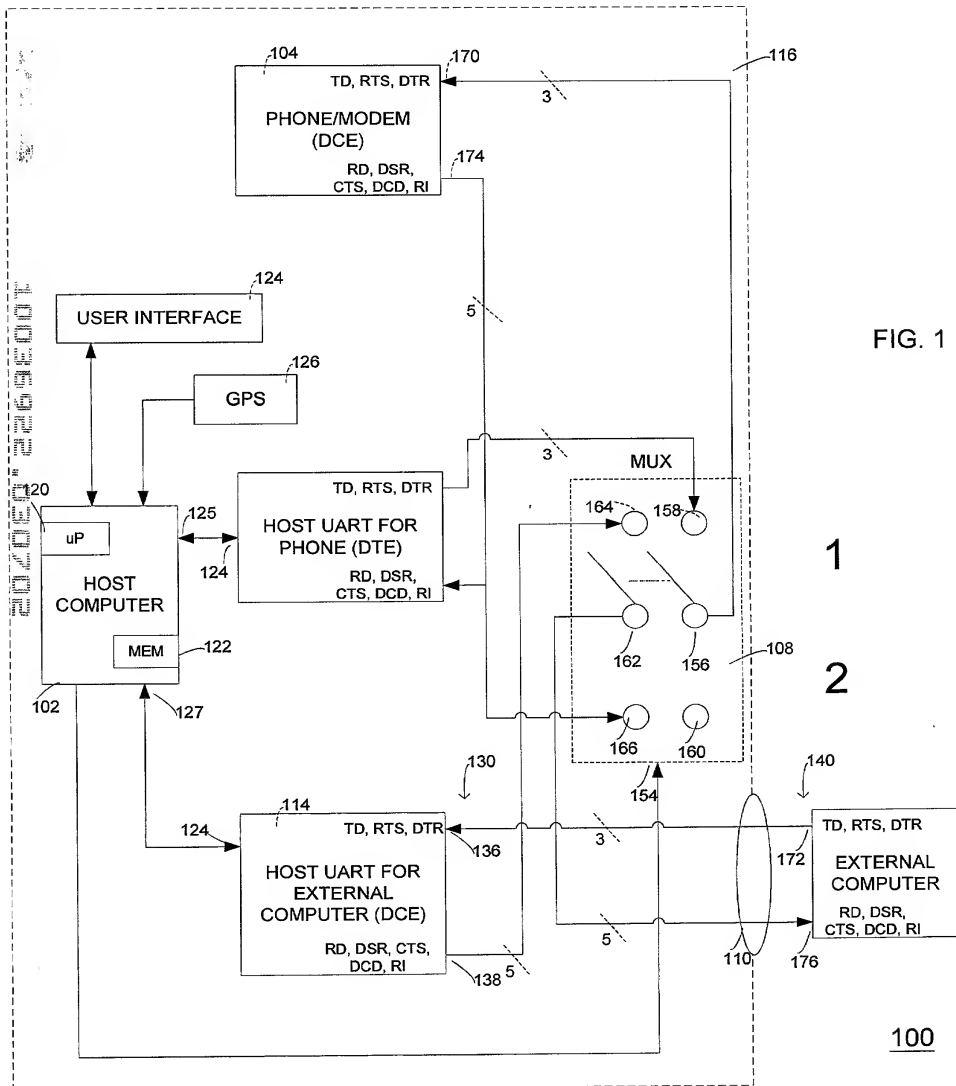 104
TD, RTS, DTR
170
3
116
PHONE/MODEM
(DCE)
RD, DSR,
CTS, DCD, RI
174
5
10036922.030702
124
USER INTERFACE
126
GPS
FIG. 1
3
MUX
TD, RTS, DTR
HOST UART FOR
PHONE (DTE)
RD, DSR,
CTS, DCD, RI
120
uP
125
124
HOST
COMPUTER
MEM
122
102
127
164
158
1
162
156
108
2
166
160
154
130
140
114
124
TD, RTS, DTR
136
3
172
TD, RTS, DTR
HOST UART FOR
EXTERNAL
COMPUTER (DCE)
EXTERNAL
COMPUTER
RD, DSR, CTS,
DCD, RI
138
5
5
110
RD, DSR,
CTS, DCD, RI
176
100